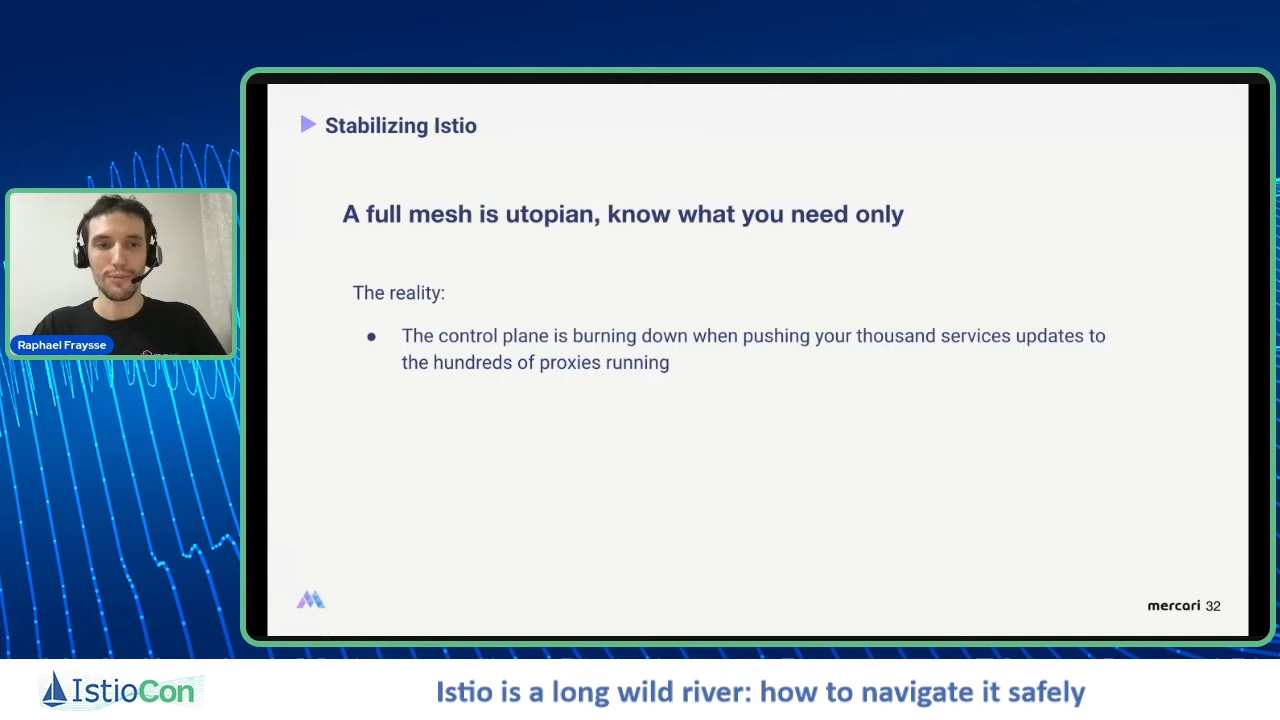 Stabilizing Istio
A full mesh is utopian, know what you need only
The reality:
● The control plane is burning down when pushing your thousand services updates to
the hundreds of proxies running
Raphael Fraysse
mercari 32
IstioCon
Istio is a long wild river: how to navigate it safely